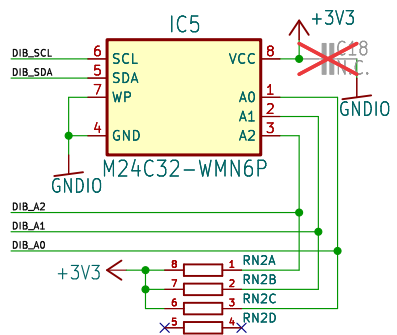 IC5
+3V3
C18
N.C.
DIB_SCL
DIB_SDA
6 SCL VCC 8
5 SDA
7 WP A0 1
A1 2
4 GND A2 3
GNDIO
GNDIO
M24C32-WMN6P
DIB_A2
DIB_A1
DIB_A0
+3V3
8 1 RN2A
7 2 RN2B
6 3 RN2C
5 4 RN2D